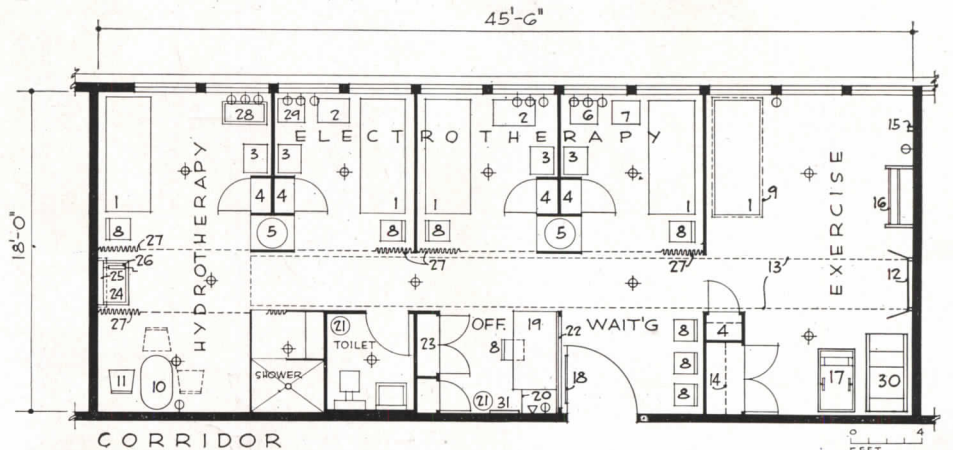 45'-6"
18'-0"
28 29 2 2 6 7 15
ELECTROTHERAPY
HYDROTHERAPY
EXERCISE
3 3 3 3 9
1 4 4 1 1 4 4 1 1 16
8 5 8 8 5 8
27 27 27 13
26
25
24
12
27
21 OFF. 19 22 WAIT'G 8 4
TOILET
23 8 8 14
SHOWER
11 10 18 17 30
21 31 20 8
CORRIDOR
0 4